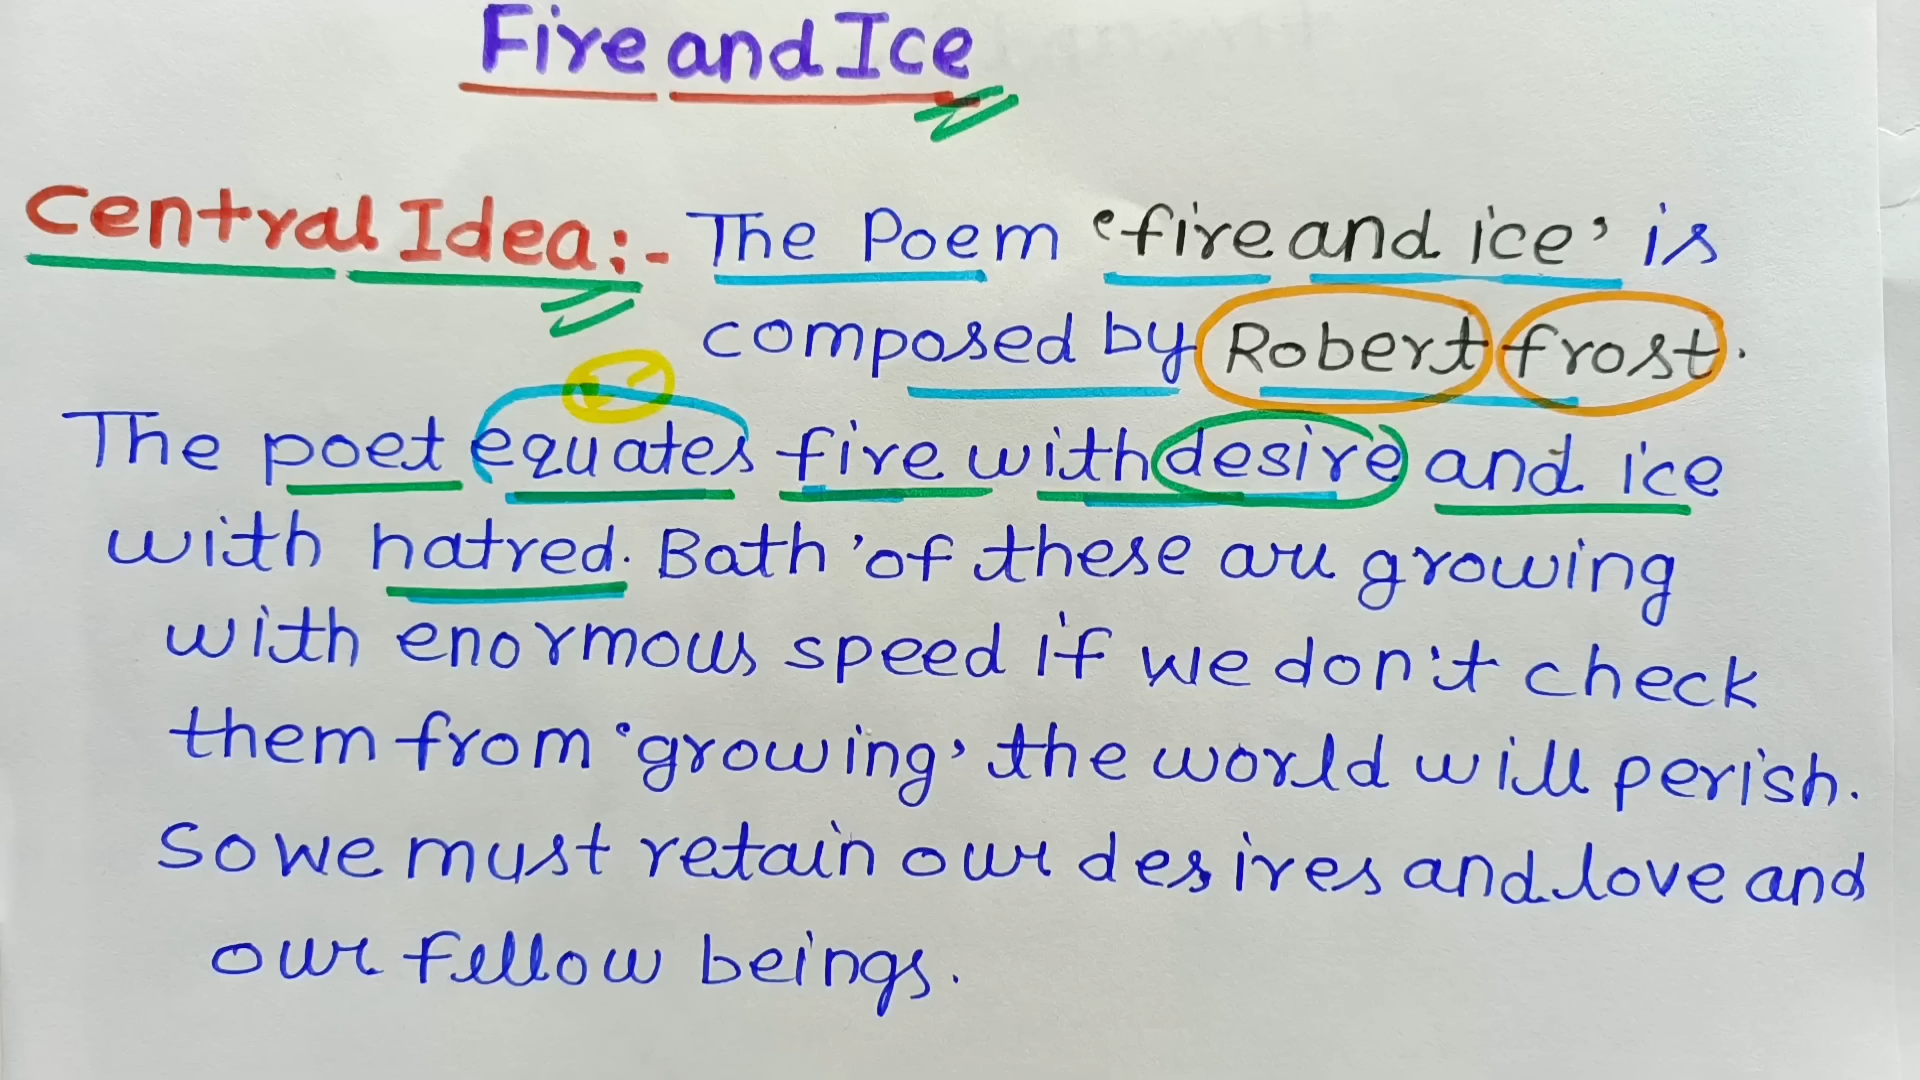 Fire and Ice
Central Idea:- The Poem 'fire and ice' is
composed by Robert frost.
The poet equates fire with desire and ice
with hatred. Bath 'of these are growing
with enormous speed if we don't check
them from 'growing' the world will perish.
So we must retain our desires and love and
our fellow beings.